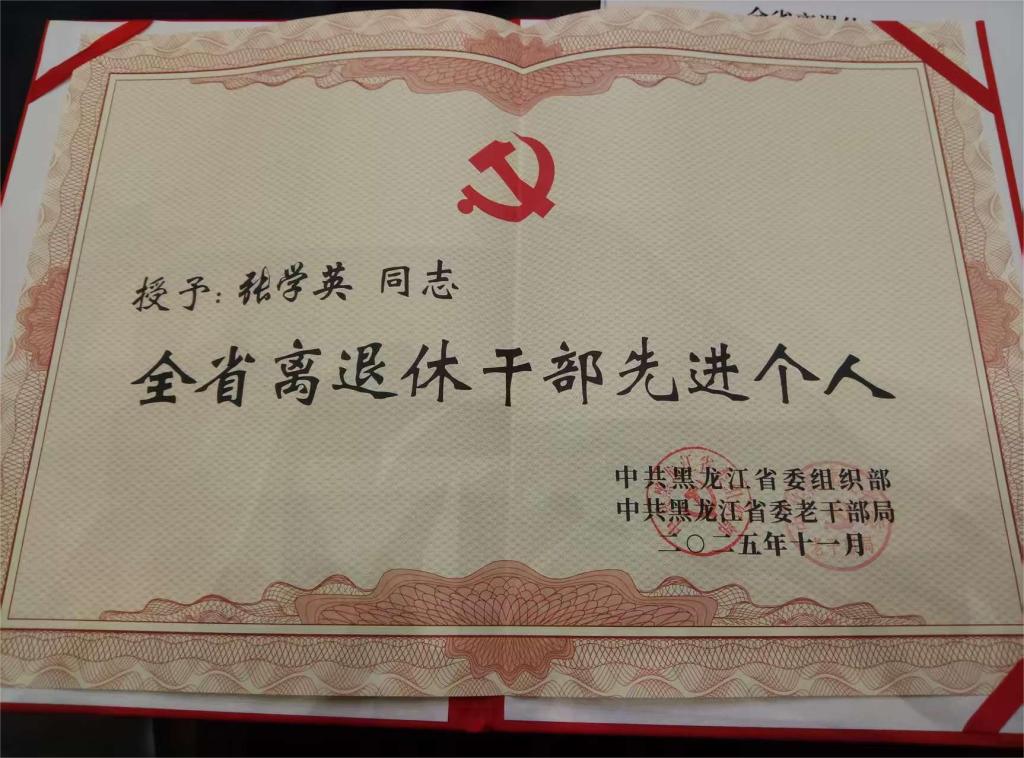 授予：张学英 同志
全省离退休干部先进个人
中共黑龙江省委组织部
中共黑龙江省委老干部局
二〇二五年十一月